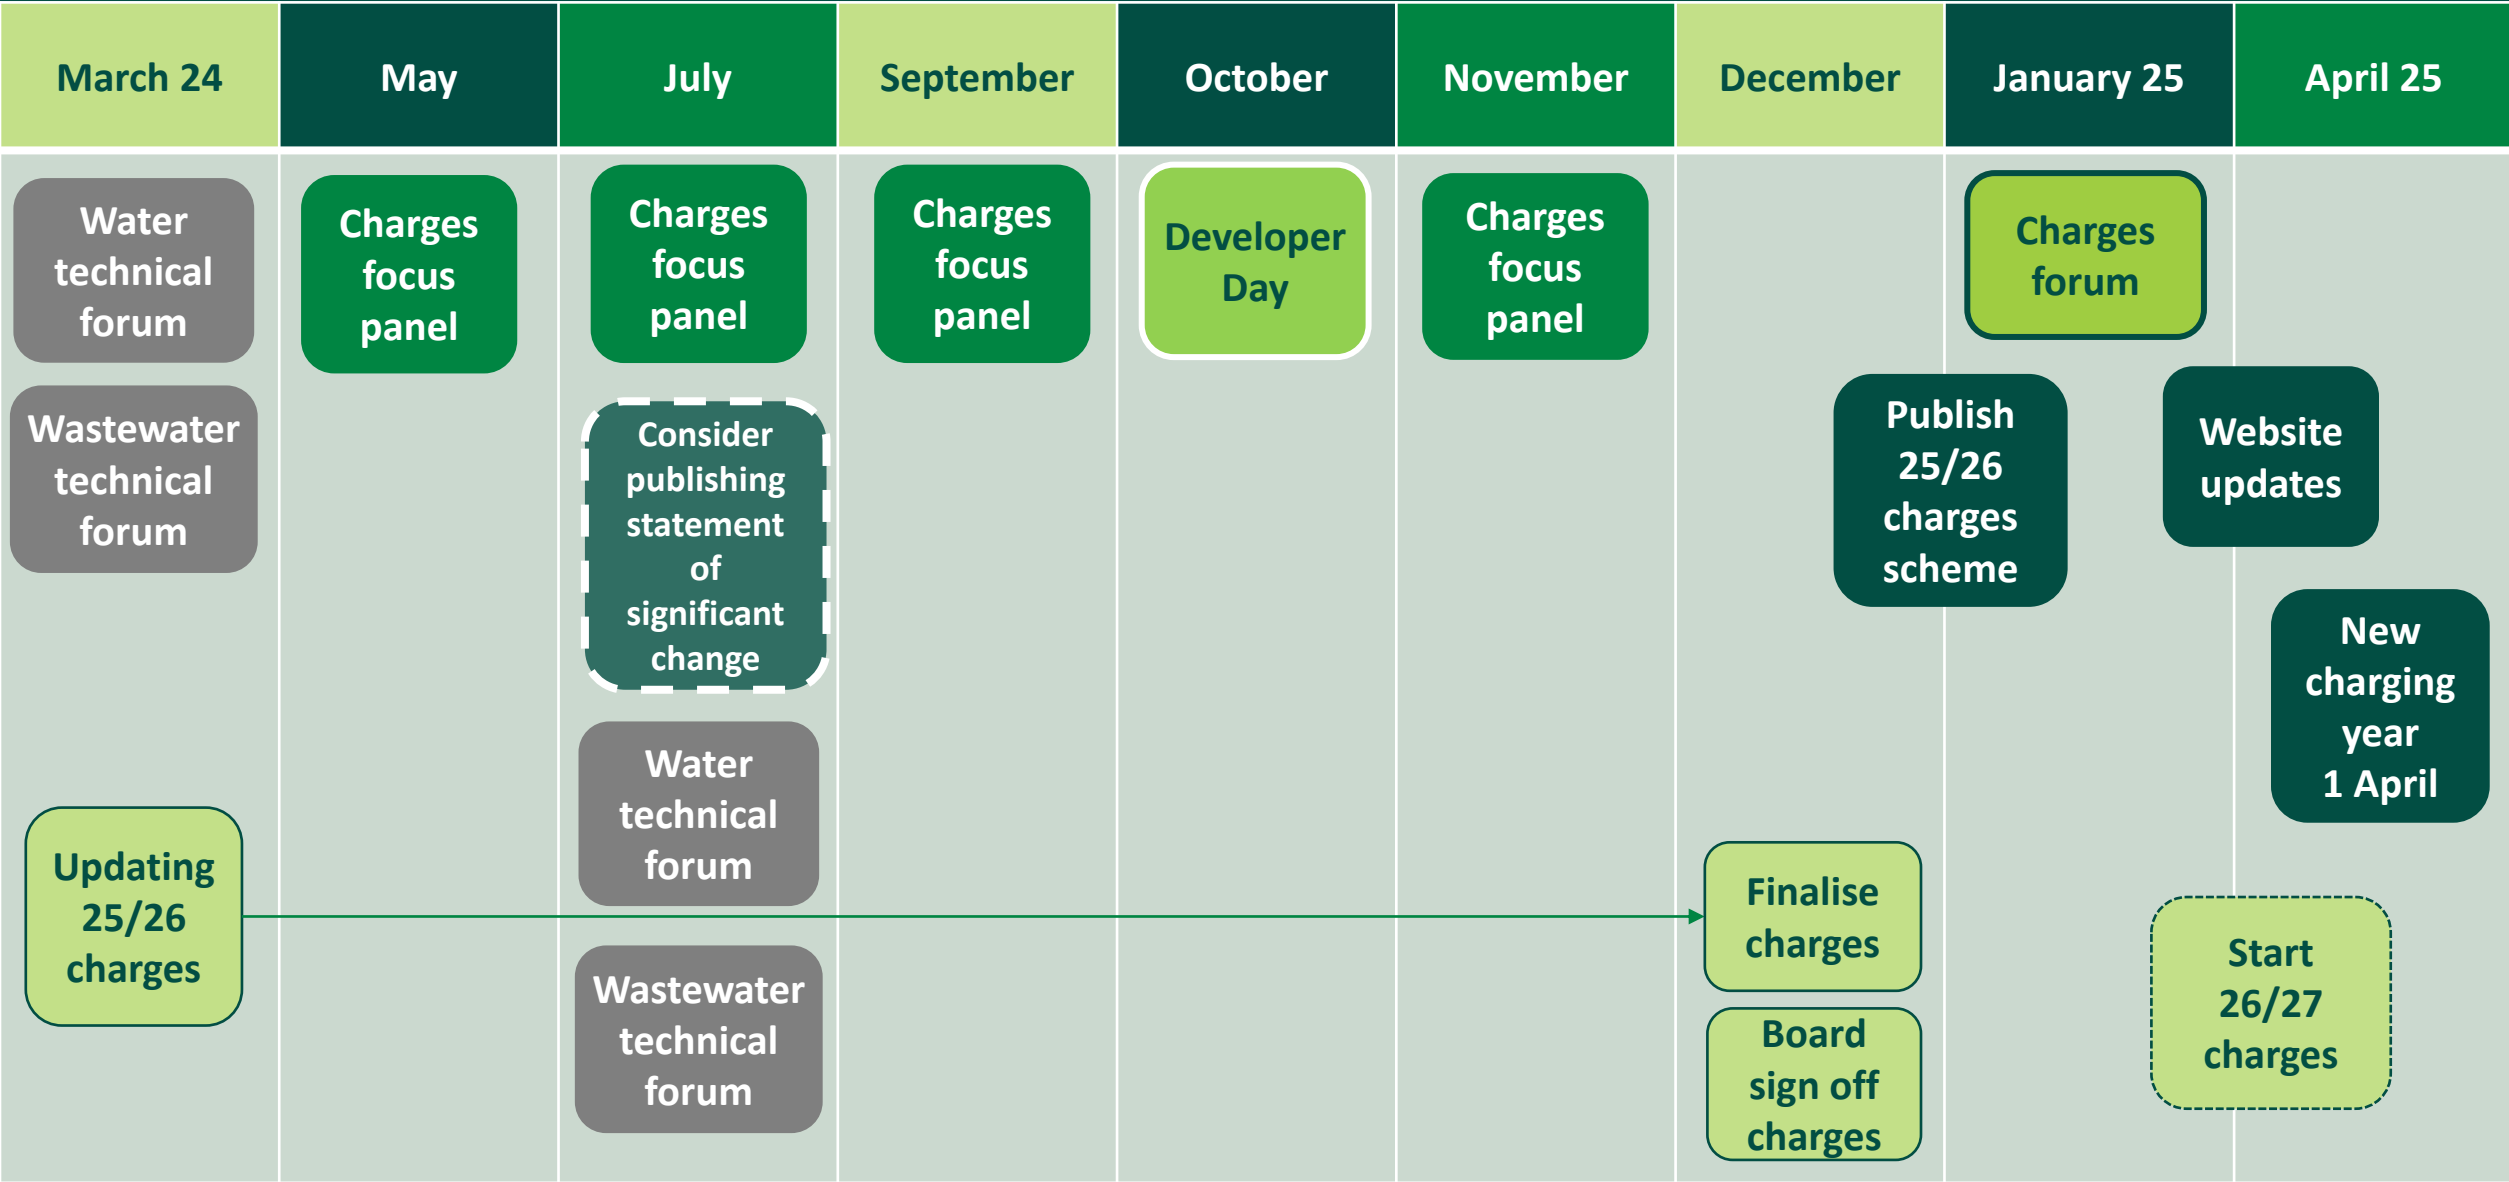 March 24
May
July
September
October
November
December
January 25
April 25
Water
technical
forum
Wastewater
technical
forum
Updating
25/26
charges
Charges
focus
panel
Charges
focus
panel
Consider
publishing
statement
of
significant
change
Water
technical
forum
Wastewater
technical
forum
Charges
focus
panel
Developer
Day
Charges
focus
panel
Finalise
charges
Board
sign off
charges
Publish
25/26
charges
scheme
Charges
forum
Website
updates
New
charging
year
1 April
Start
26/27
charges